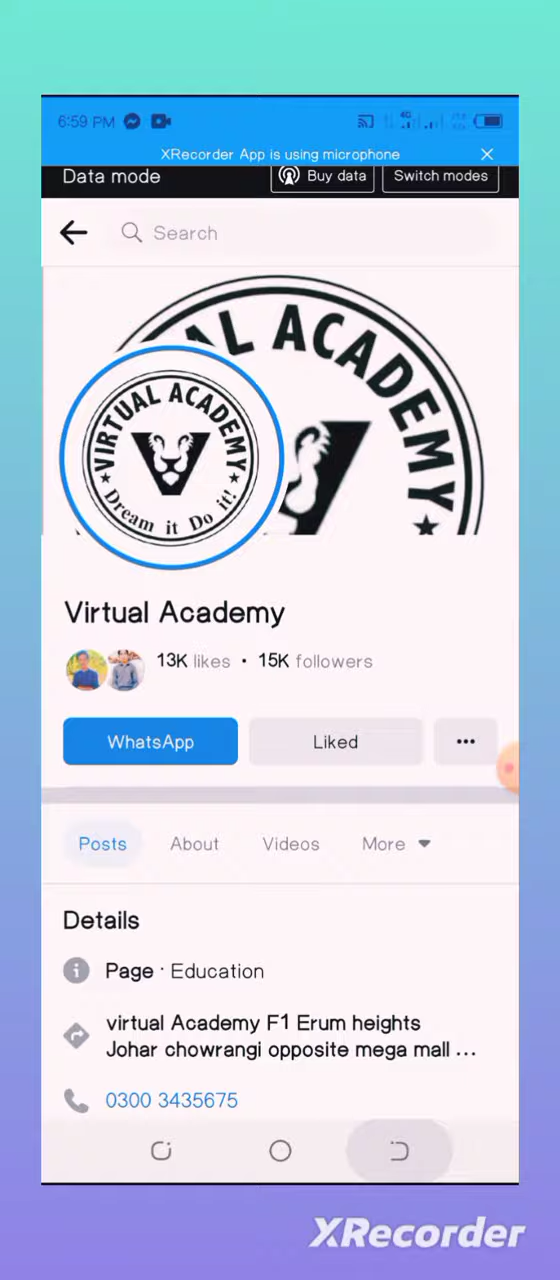 6:59 PM
XRecorder App is using microphone
Data mode
Buy data
Switch modes
Search
AL ACADEMY
VIRTUAL ACADEMY
Dream it Do it!
Virtual Academy
13K likes · 15K followers
WhatsApp
Liked
Posts
About
Videos
More
Details
Page · Education
virtual Academy F1 Erum heights
Johar chowrangi opposite mega mall ...
0300 3435675
XRecorder